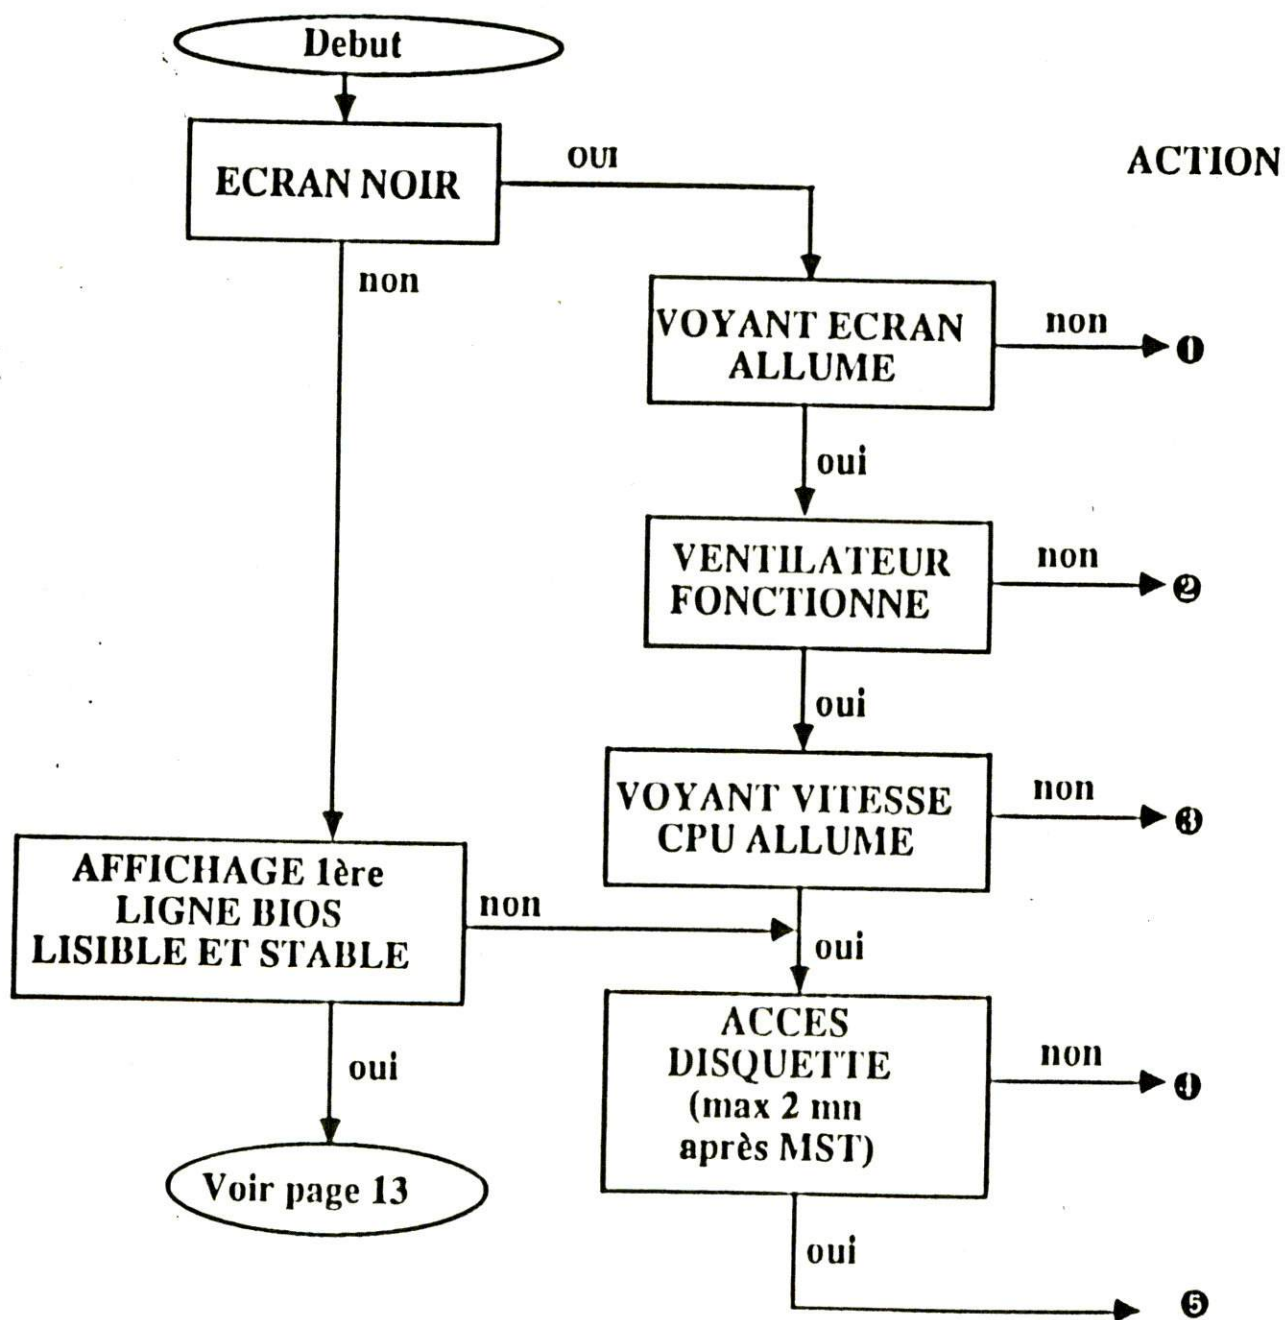 Debut
ECRAN NOIR
OUI
ACTION
non
VOYANT ECRAN
ALLUME
non
❶
oui
VENTILATEUR
FONCTIONNE
non
❷
oui
VOYANT VITESSE
CPU ALLUME
non
❸
AFFICHAGE 1ère
LIGNE BIOS
LISIBLE ET STABLE
non
oui
ACCES
DISQUETTE
(max 2 mn
après MST)
non
❹
oui
Voir page 13
oui
❺